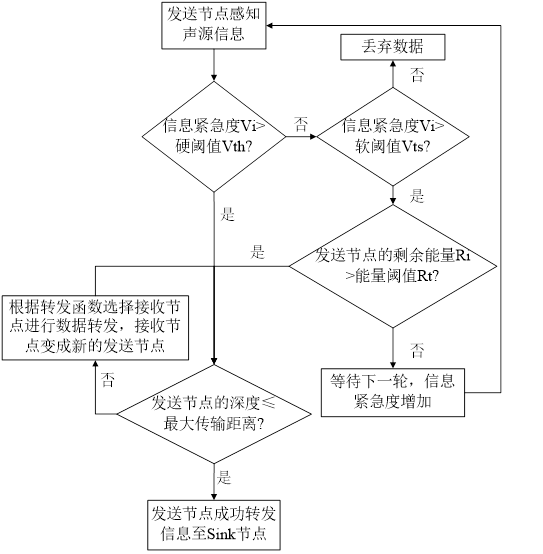 发送节点感知
声源信息
丢弃数据
否
信息紧急度Vi>
硬阈值Vth?
否
信息紧急度Vi>
软阈值Vts?
是
是
发送节点的剩余能量Ri
>能量阈值Rt?
是
根据转发函数选择接收节
点进行数据转发，接收节
点变成新的发送节点
否
等待下一轮，信息
紧急度增加
否
发送节点的深度≤
最大传输距离?
是
发送节点成功转发
信息至Sink节点